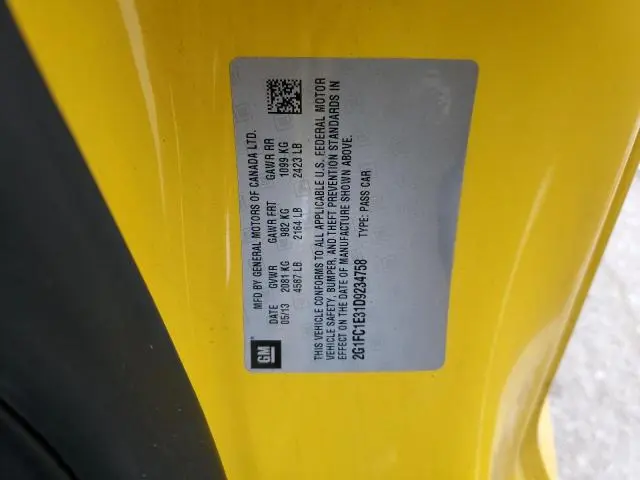 MFD BY GENERAL MOTORS OF CANADA LTD.
DATE GVWR GAWR FRT GAWR RR
05/13 2081 KG 982 KG 1099 KG
4587 LB 2164 LB 2423 LB
GM
THIS VEHICLE CONFORMS TO ALL APPLICABLE U.S. FEDERAL MOTOR
VEHICLE SAFETY, BUMPER, AND THEFT PREVENTION STANDARDS IN
EFFECT ON THE DATE OF MANUFACTURE SHOWN ABOVE.
2G1FC1E31D9234758 TYPE: PASS CAR